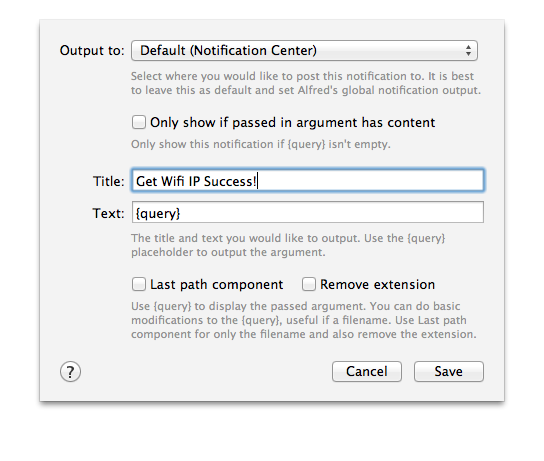 Output to: Default (Notification Center)
Select where you would like to post this notification to. It is best
to leave this as default and set Alfred's global notification output.
Only show if passed in argument has content
Only show this notification if {query} isn't empty.
Title: Get Wifi IP Success!
Text: {query}
The title and text you would like to output. Use the {query}
placeholder to output the argument.
Last path component Remove extension
Use {query} to display the passed argument. You can do basic
modifications to the {query}, useful if a filename. Use Last path
component for only the filename and also remove the extension.
? Cancel Save